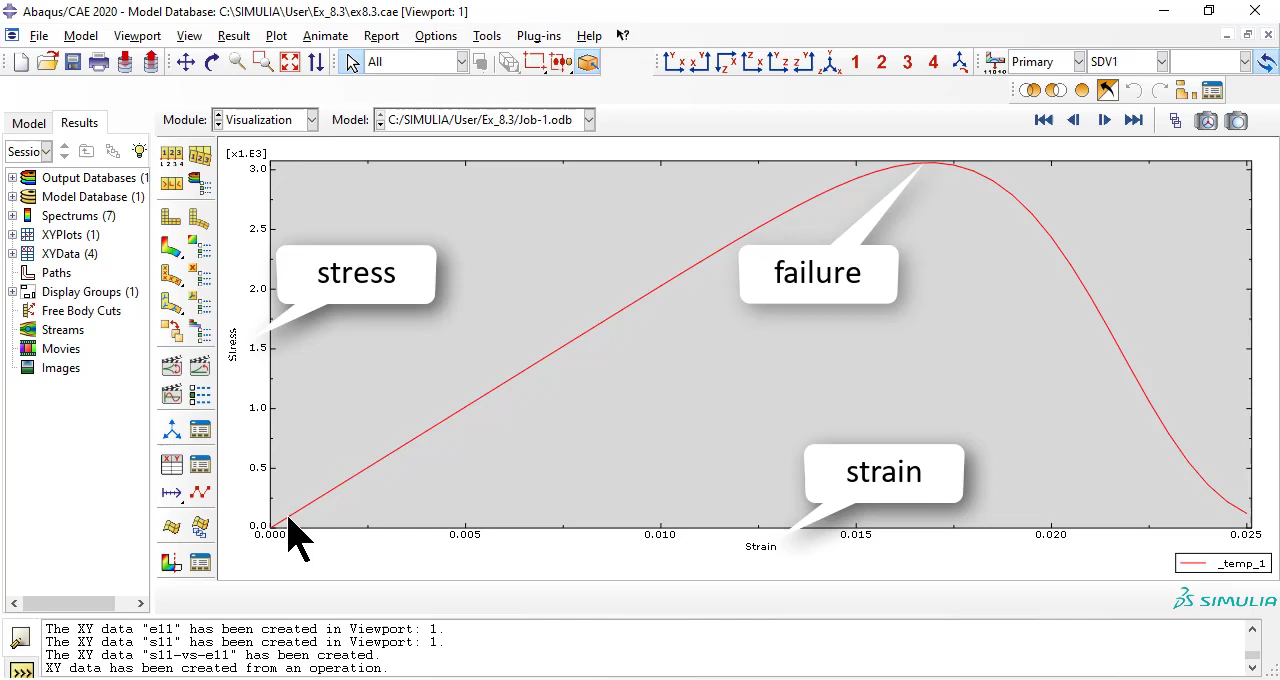 Abaqus/CAE 2020 - Model Database: C:\SIMULIA\User\Ex_8.3\ex8.3.cae [Viewport: 1]
File Model Viewport View Result Plot Animate Report Options Tools Plug-ins Help
All
1 2 3 4
Primary
SDV1
Model
Results
Module: Visualization
Model: C:/SIMULIA/User/Ex_8.3/Job-1.odb
Sessio
Output Databases (1
Model Database (1)
Spectrums (7)
XYPlots (1)
XYData (4)
Paths
Display Groups (1)
Free Body Cuts
Streams
Movies
Images
[x1.E3]
3.0
2.5
2.0
1.5
1.0
0.5
0.0
Stress
stress
failure
strain
0.000 0.005 0.010 0.015 0.020 0.025
Strain
_temp_1
SIMULIA
The XY data "e11" has been created in Viewport: 1.
The XY data "s11" has been created in Viewport: 1.
The XY data "s11-vs-e11" has been created
XY data has been created from an operation.
>>>